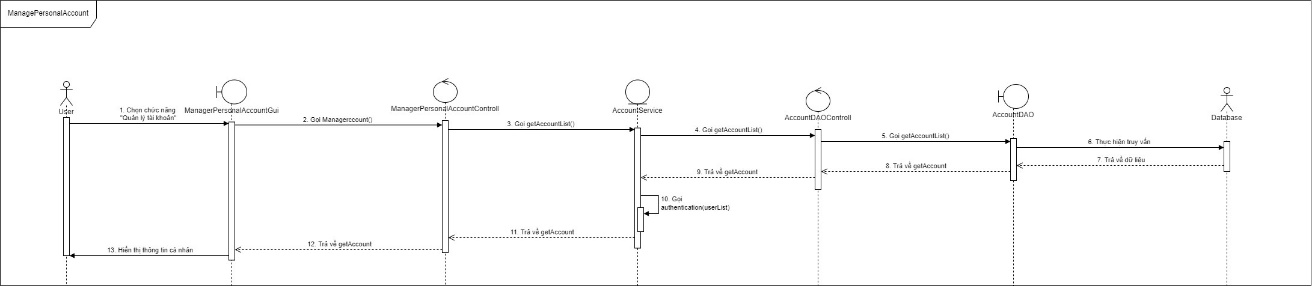 ManagePersonalAccount
User
ManagerPersonalAccountGui
ManagerPersonalAccountControll
AccountService
AccountDAOControll
AccountDAO
Database
1. Chọn chức năng
"Quản lý tài khoản"
2. Gọi Managerccount()
3. Gọi getAccountList()
4. Gọi getAccountList()
5. Gọi getAccountList()
6. Thực hiện truy vấn
7. Trả về dữ liệu
8. Trả về getAccount
9. Trả về getAccount
10. Gọi
authentication(userList)
11. Trả về getAccount
12. Trả về getAccount
13. Hiển thị thông tin cá nhân